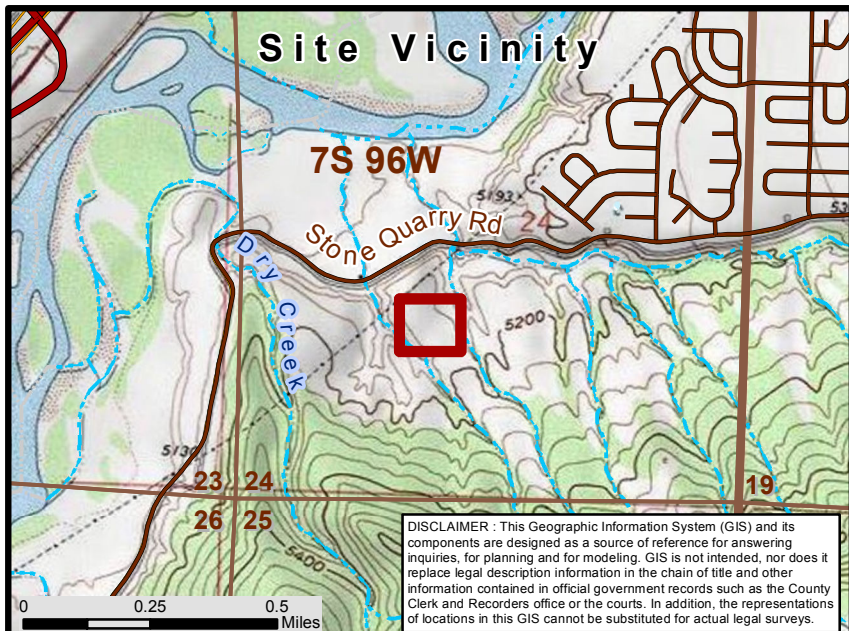 Site Vicinity
7S 96W
5193
24
Stone Quarry Rd
Dry Creek
5200
5130
23 24
19
26 25
5400
DISCLAIMER : This Geographic Information System (GIS) and its
components are designed as a source of reference for answering
inquiries, for planning and for modeling. GIS is not intended, nor does it
replace legal description information in the chain of title and other
information contained in official government records such as the County
Clerk and Recorders office or the courts. In addition, the representations
of locations in this GIS cannot be substituted for actual legal surveys.
0 0.25 0.5
Miles